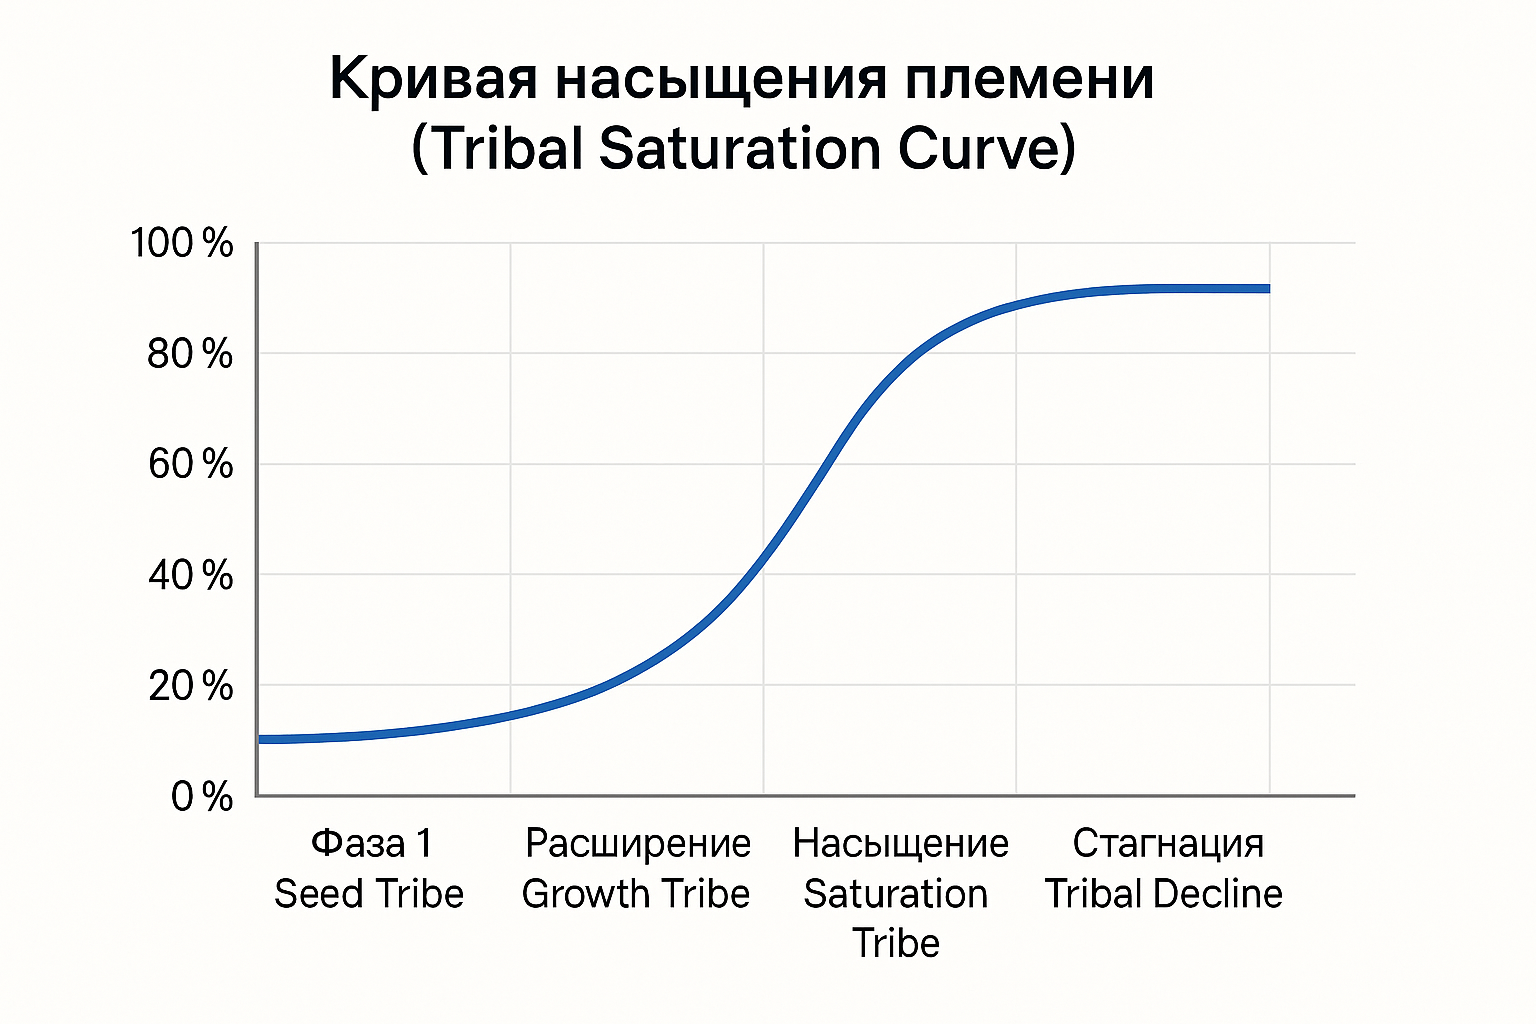 Кривая насыщения племени
(Tribal Saturation Curve)
100 %
80 %
60 %
40 %
20 %
0 %
Фаза 1
Seed Tribe
Расширение
Growth Tribe
Насыщение
Saturation
Tribe
Стагнация
Tribal Decline